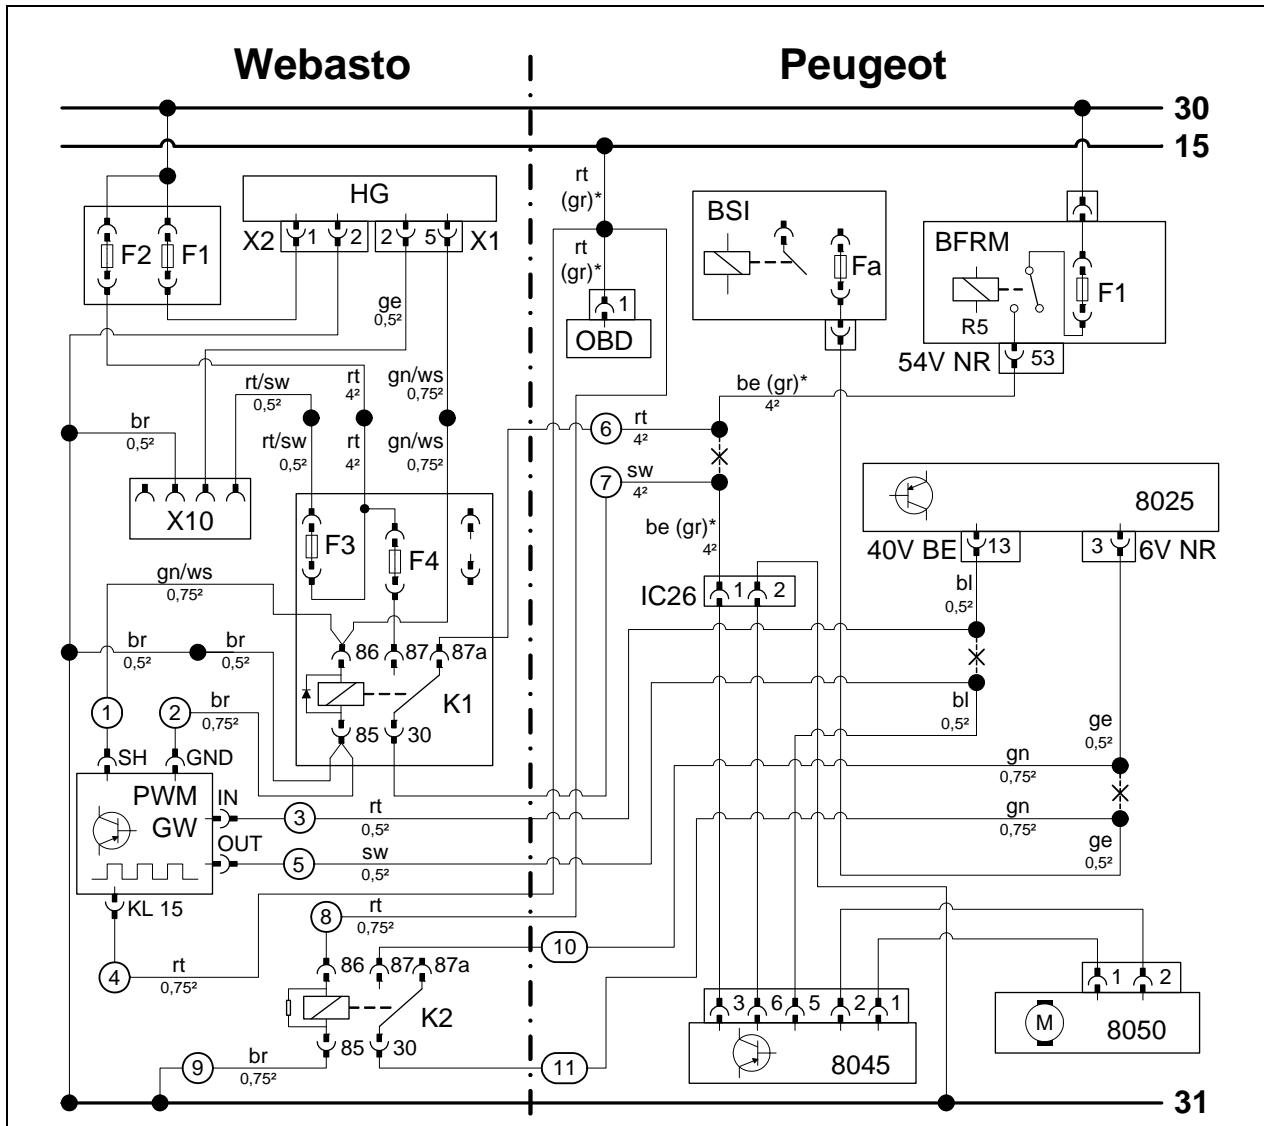 Webasto
Peugeot
30
15
HG
X2 1 2 2 5 X1
F2 F1
rt
(gr)*
rt
(gr)*
1
OBD
BSI
Fa
BFRM
F1
R5
54V NR 53
ge
0,5²
rt/sw
0,5²
rt
4²
gn/ws
0,75²
be (gr)*
4²
br
0,5²
rt/sw
0,5²
rt
4²
gn/ws
0,75²
6
rt
4²
7
sw
4²
X10
F3
F4
be (gr)*
4²
8025
40V BE 13
3 6V NR
gn/ws
0,75²
IC26 1 2
bl
0,5²
br
0,5²
br
0,5²
86 87 87a
K1
85 30
bl
0,5²
1
2
br
0,75²
SH
GND
PWM
GW
IN
OUT
KL 15
3
rt
0,5²
5
sw
0,5²
ge
0,5²
gn
0,75²
gn
0,75²
ge
0,5²
4
rt
0,75²
8
rt
0,75²
10
86 87 87a
K2
85 30
9
br
0,75²
11
3 6 5 2 1
8045
1 2
M
8050
31